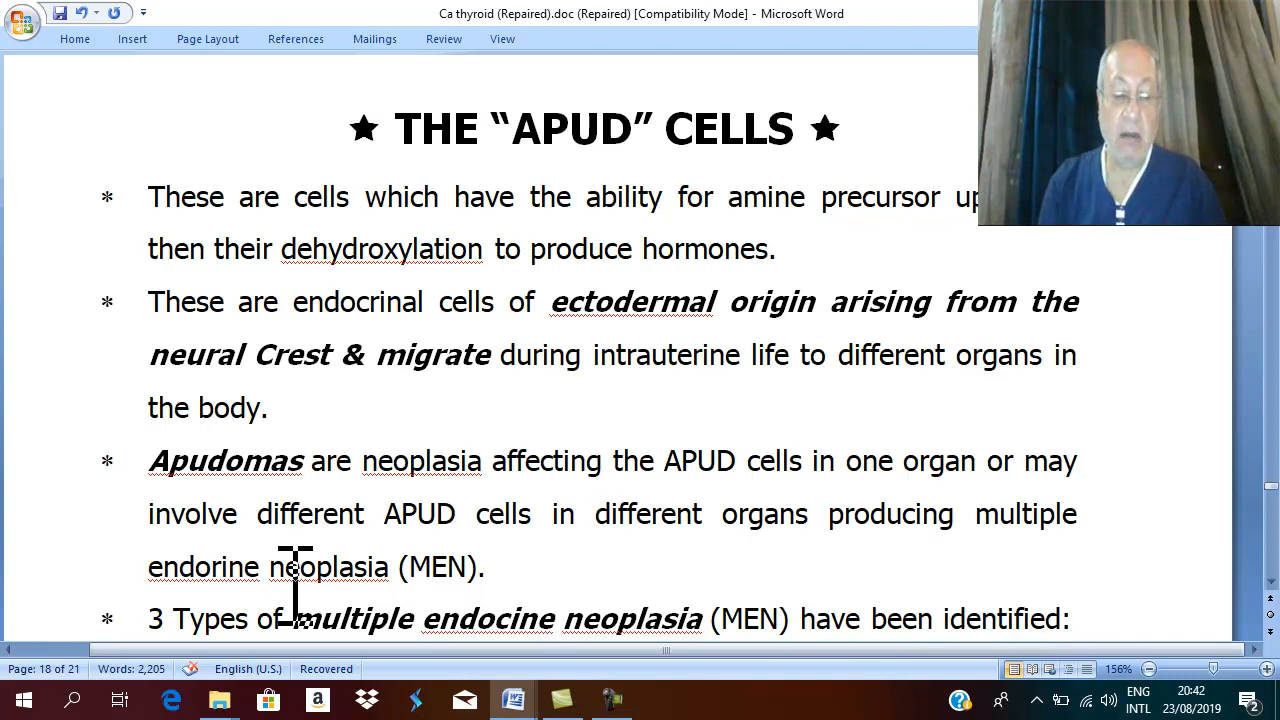 Ca thyroid (Repaired).doc (Repaired) [Compatibility Mode] - Microsoft Word
Home Insert Page Layout References Mailings Review View
★ THE “APUD” CELLS ★
* These are cells which have the ability for amine precursor
then their dehydroxylation to produce hormones.
* These are endocrinal cells of ectodermal origin arising from the
neural Crest & migrate during intrauterine life to different organs in
the body.
* Apudomas are neoplasia affecting the APUD cells in one organ or may
involve different APUD cells in different organs producing multiple
endorine neoplasia (MEN).
* 3 Types of multiple endocine neoplasia (MEN) have been identified:
Page: 18 of 21 Words: 2,205 English (U.S.) Recovered 156%
ENG 20:42
INTL 23/08/2019 2